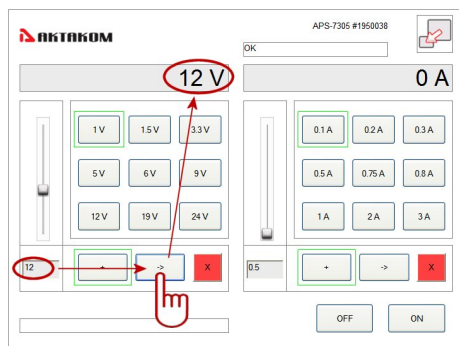 AKTAKOM
APS-7305 #1950038
OK
12 V
0 A
1 V 1.5 V 3.3 V
0.1 A 0.2 A 0.3 A
5 V 6 V 9 V
0.5 A 0.75 A 0.8 A
12 V 19 V 24 V
1 A 2 A 3 A
12 + -> X
0.5 + -> X
OFF ON